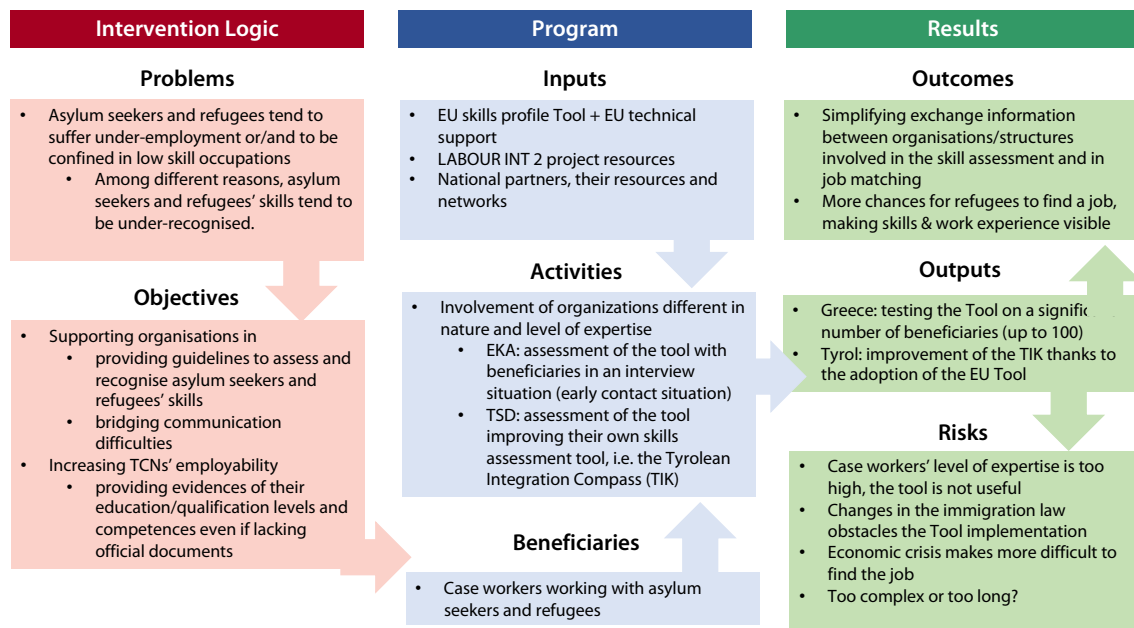 Intervention Logic
Problems
• Asylum seekers and refugees tend to
suffer under-employment or/and to be
confined in low skill occupations
• Among different reasons, asylum
seekers and refugees’ skills tend to
be under-recognised.
Objectives
• Supporting organisations in
• providing guidelines to assess and
recognise asylum seekers and
refugees’ skills
• bridging communication
difficulties
• Increasing TCNs’ employability
• providing evidences of their
education/qualification levels and
competences even if lacking
official documents
Program
Inputs
• EU skills profile Tool + EU technical
support
• LABOUR INT 2 project resources
• National partners, their resources and
networks
Activities
• Involvement of organizations different in
nature and level of expertise
• EKA: assessment of the tool with
beneficiaries in an interview
situation (early contact situation)
• TSD: assessment of the tool
improving their own skills
assessment tool, i.e. the Tyrolean
Integration Compass (TIK)
Beneficiaries
• Case workers working with asylum
seekers and refugees
Results
Outcomes
• Simplifying exchange information
between organisations/structures
involved in the skill assessment and in
job matching
• More chances for refugees to find a job,
making skills & work experience visible
Outputs
• Greece: testing the Tool on a
number of beneficiaries (up to 100)
• Tyrol: improvement of the TIK thanks to
the adoption of the EU Tool
Risks
• Case workers’ level of expertise is too
high, the tool is not useful
• Changes in the immigration law
obstacles the Tool implementation
• Economic crisis makes more difficult to
find the job
• Too complex or too long?